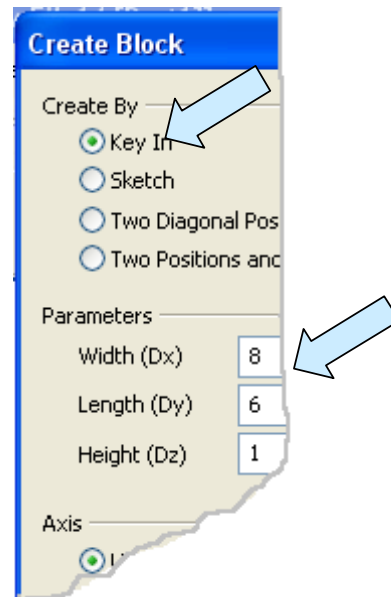 Create Block
Create By
Key In
Sketch
Two Diagonal Pos
Two Positions and
Parameters
Width (Dx) 8
Length (Dy) 6
Height (Dz) 1
Axis